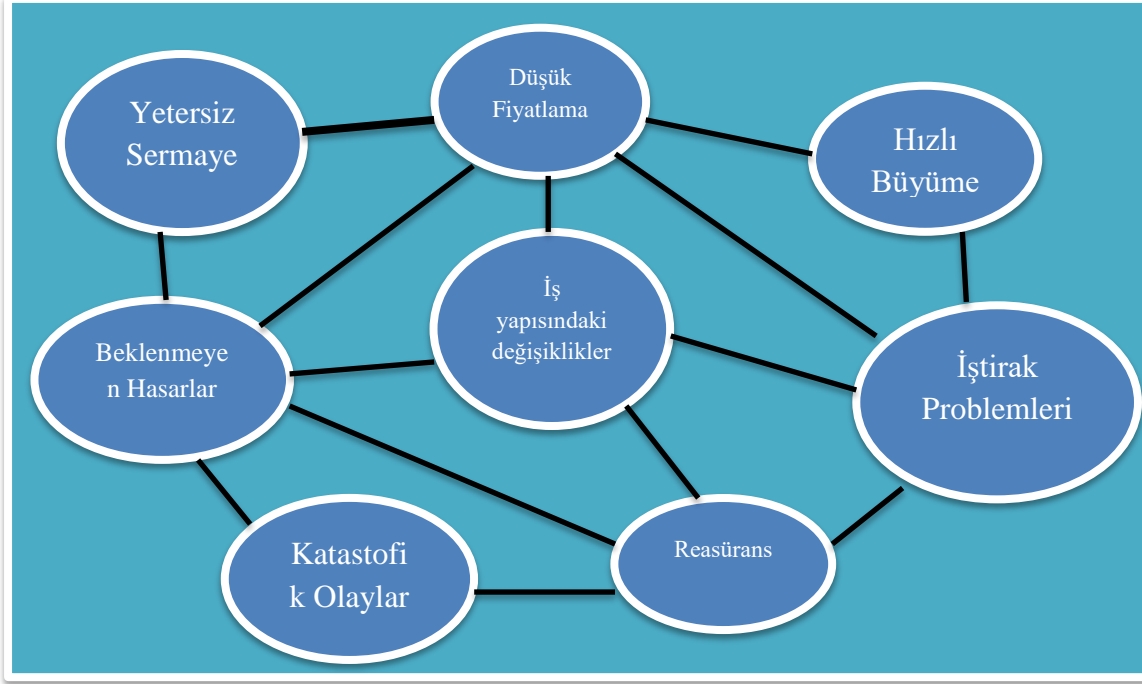 Düşük
Fiyatlama
Yetersiz
Sermaye
Hızlı
Büyüme
İş
yapısındaki
değişiklikler
Beklenmeye
n Hasarlar
İştirak
Problemleri
Katastofi
k Olaylar
Reasürans